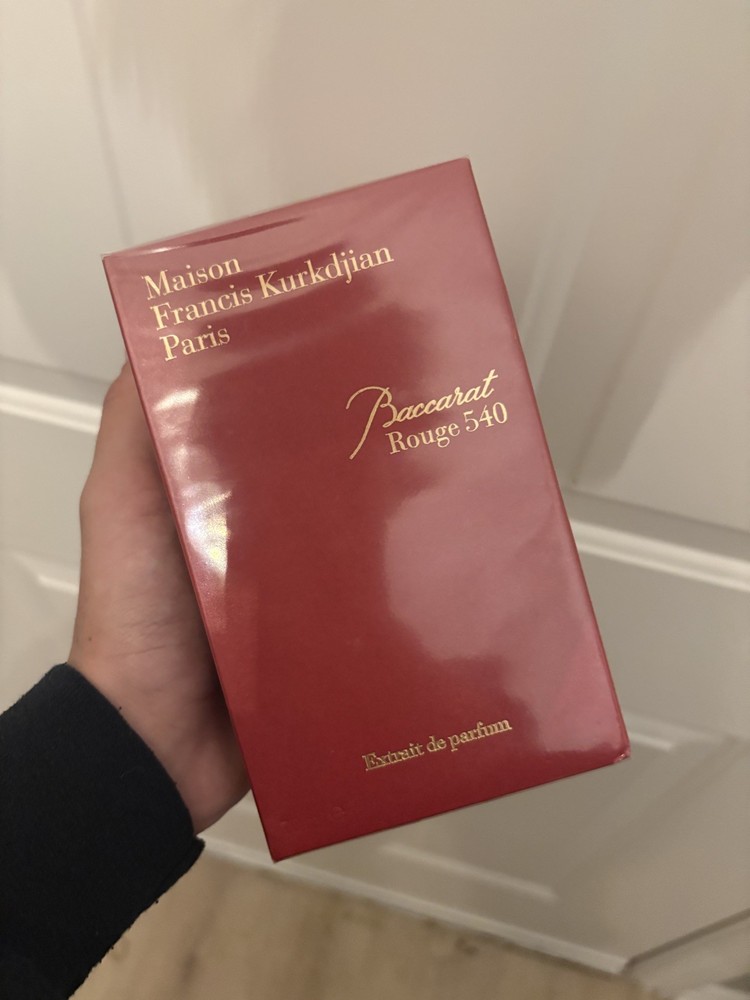 Maison
Francis Kurkdjian
Paris
Baccarat
Rouge 540
Extrait de parfum